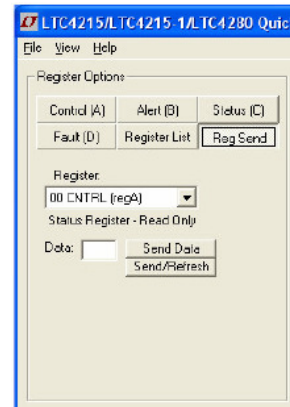 LTC4215/LTC4215-1/LTC4280 Quic
File View Help
Register Options
Control (A) Alert (B) Status (C)
Fault (D) Register List Reg Send
Register:
00 CNTRL (regA)
Status Register - Read Only
Data: Send Data
Send/Refresh